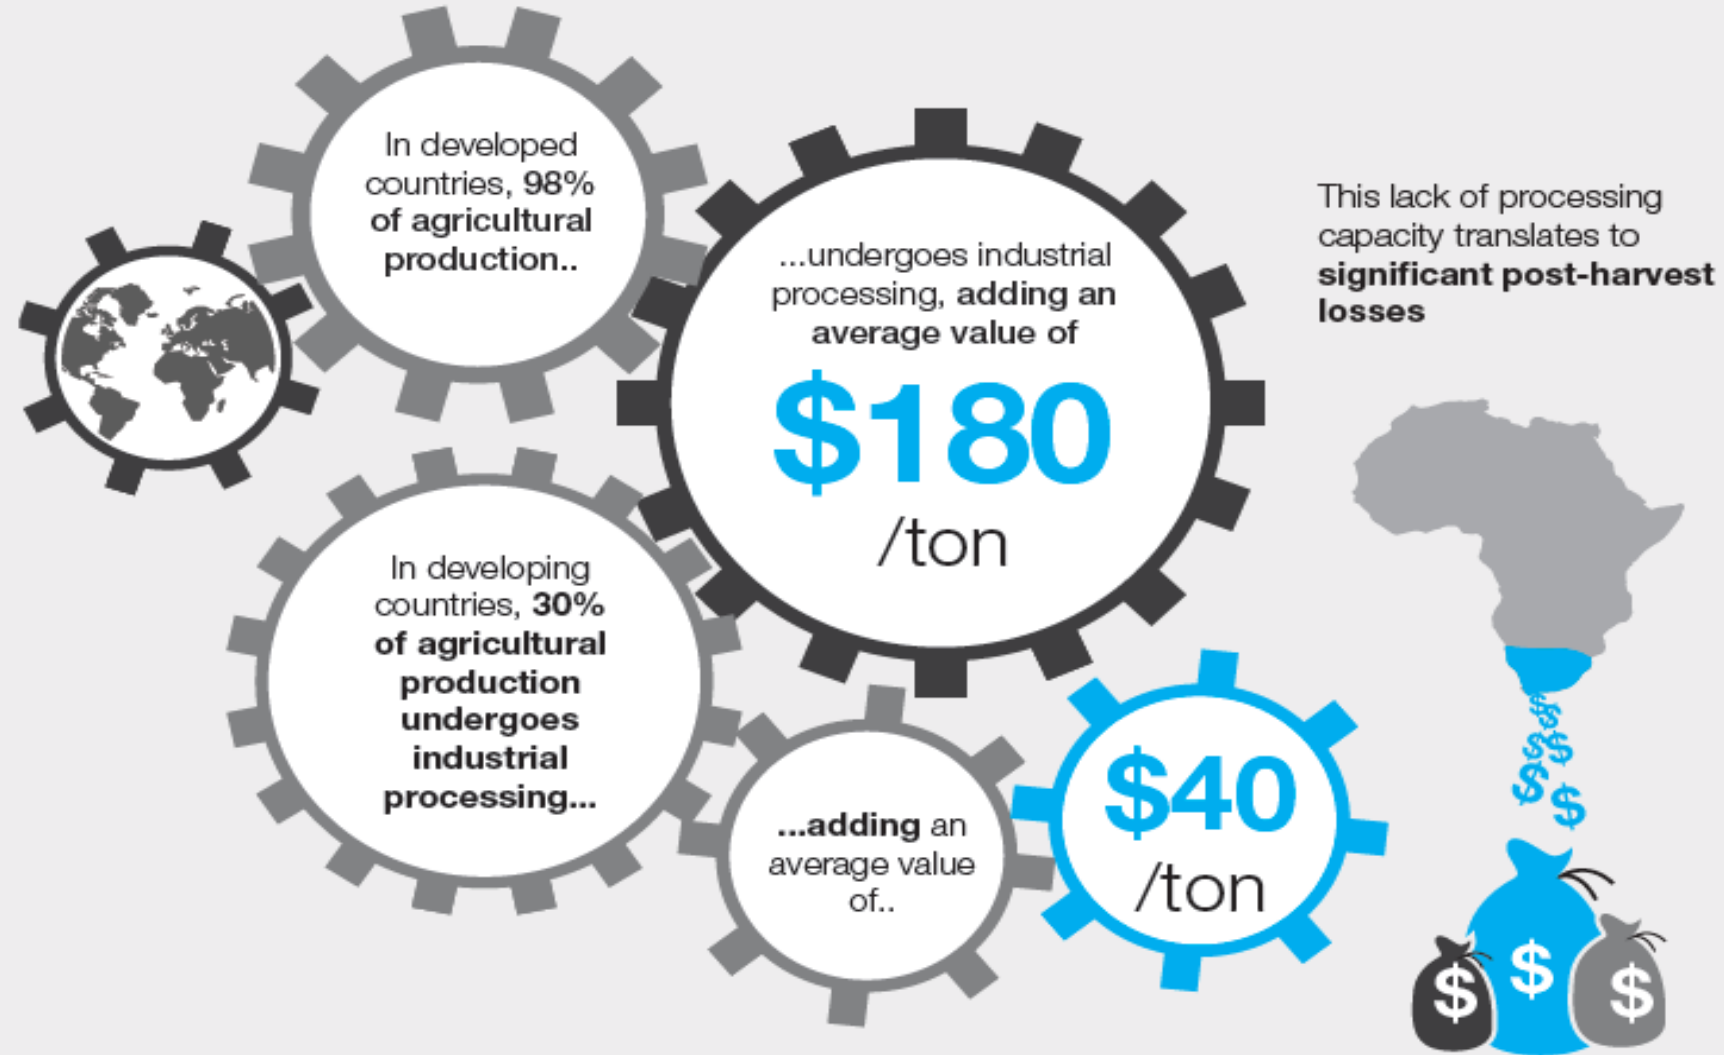 In developed
countries, 98%
of agricultural
production..
...undergoes industrial
processing, adding an
average value of
$180
/ton
In developing
countries, 30%
of agricultural
production
undergoes
industrial
processing...
...adding an
average value
of..
$40
/ton
This lack of processing
capacity translates to
significant post-harvest
losses
$
$
$
$
$
$
$
$ $ $